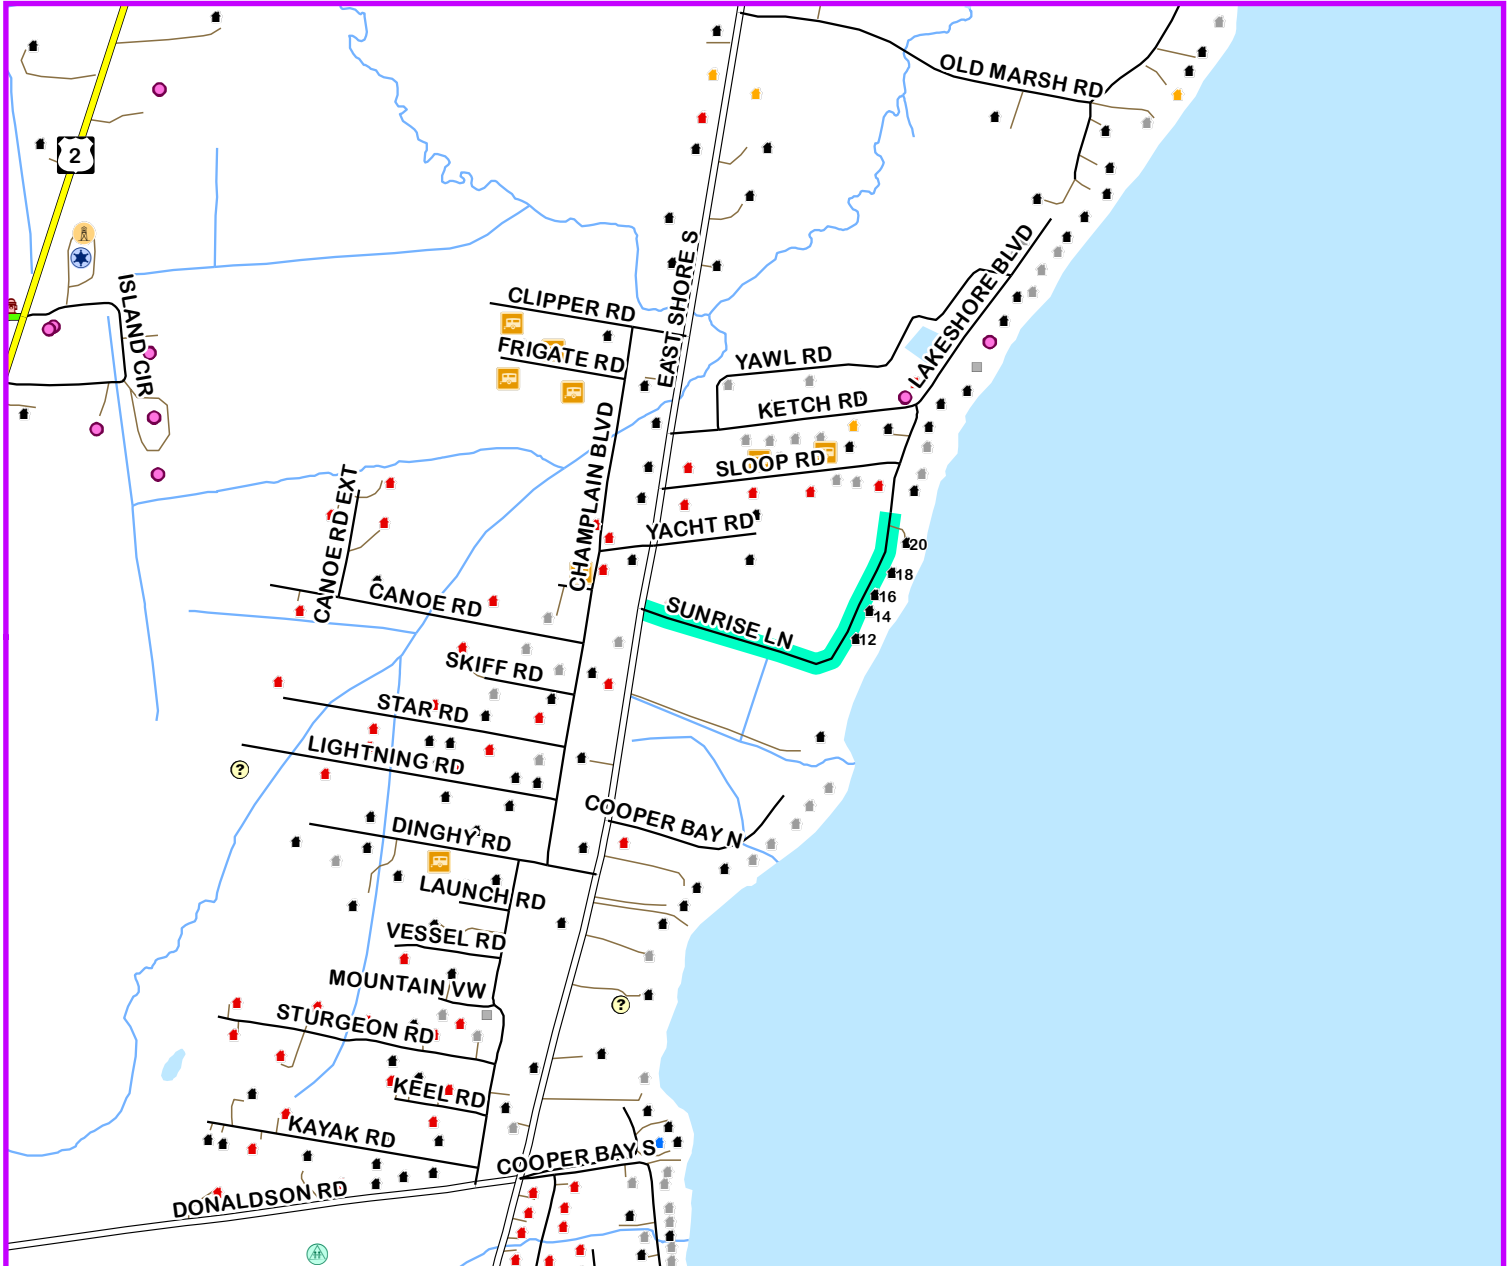 OLD MARSH RD
2
EAST SHORE S
LAKESHORE BLVD
ISLAND CIR
CLIPPER RD
FRIGATE RD
YAWL RD
KETCH RD
SLOOP RD
CHAMPLAIN BLVD
CANOE RD EXT
YACHT RD
20
18
16
14
12
CANOE RD
SUNRISE LN
SKIFF RD
STAR RD
LIGHTNING RD
?
COOPER BAY N
DINGHY RD
LAUNCH RD
VESSEL RD
MOUNTAIN VW
?
STURGEON RD
KEEL RD
KAYAK RD
COOPER BAY S
DONALDSON RD